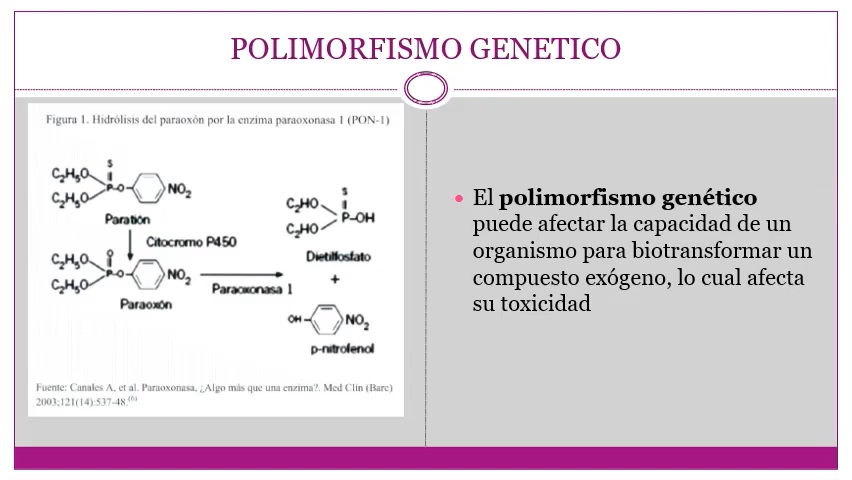 POLIMORFISMO GENETICO
Figura 1. Hidrólisis del paraoxón por la enzima paraoxonasa 1 (PON-1)
C₂H₅O
S
P-O-
NO₂
C₂H₅O
Paratión
Citocromo P450
C₂H₅O
O
P-O-
NO₂
C₂H₅O
Paraoxón
Paraoxonasa 1
S
C₂HO
P-OH
C₂HO
Dietilfosfato
+
OH-
NO₂
p-nitrofenol
Fuente: Canales A, et al. Paraoxonasa, ¿Algo más que una enzima?. Med Clin (Barc)
2003;121(14):537-48.(6)
• El polimorfismo genético
puede afectar la capacidad de un
organismo para biotransformar un
compuesto exógeno, lo cual afecta
su toxicidad